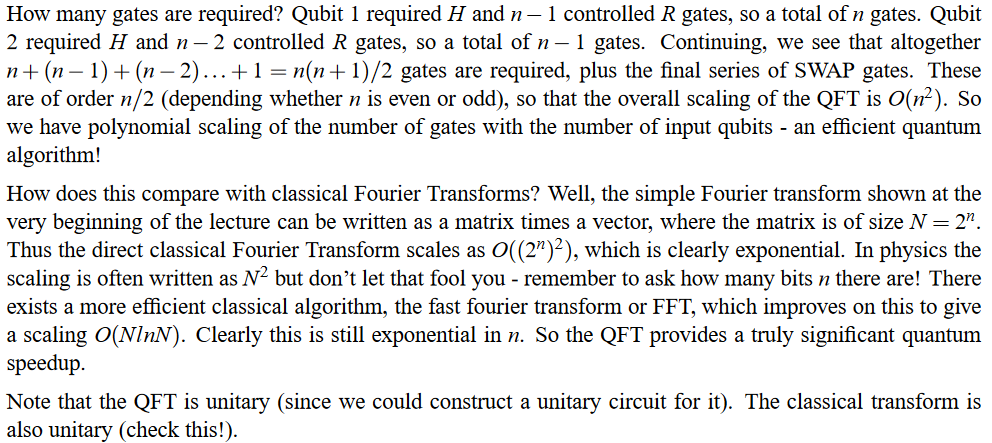 How many gates are required? Qubit 1 required H and n − 1 controlled R gates, so a total of n gates. Qubit
2 required H and n − 2 controlled R gates, so a total of n − 1 gates. Continuing, we see that altogether
n + (n − 1) + (n − 2)... + 1 = n(n + 1)/2 gates are required, plus the final series of SWAP gates. These
are of order n/2 (depending whether n is even or odd), so that the overall scaling of the QFT is O(n²). So
we have polynomial scaling of the number of gates with the number of input qubits - an efficient quantum
algorithm!
How does this compare with classical Fourier Transforms? Well, the simple Fourier transform shown at the
very beginning of the lecture can be written as a matrix times a vector, where the matrix is of size N = 2ⁿ.
Thus the direct classical Fourier Transform scales as O((2ⁿ)²), which is clearly exponential. In physics the
scaling is often written as N² but don't let that fool you - remember to ask how many bits n there are! There
exists a more efficient classical algorithm, the fast fourier transform or FFT, which improves on this to give
a scaling O(NlnN). Clearly this is still exponential in n. So the QFT provides a truly significant quantum
speedup.
Note that the QFT is unitary (since we could construct a unitary circuit for it). The classical transform is
also unitary (check this!).